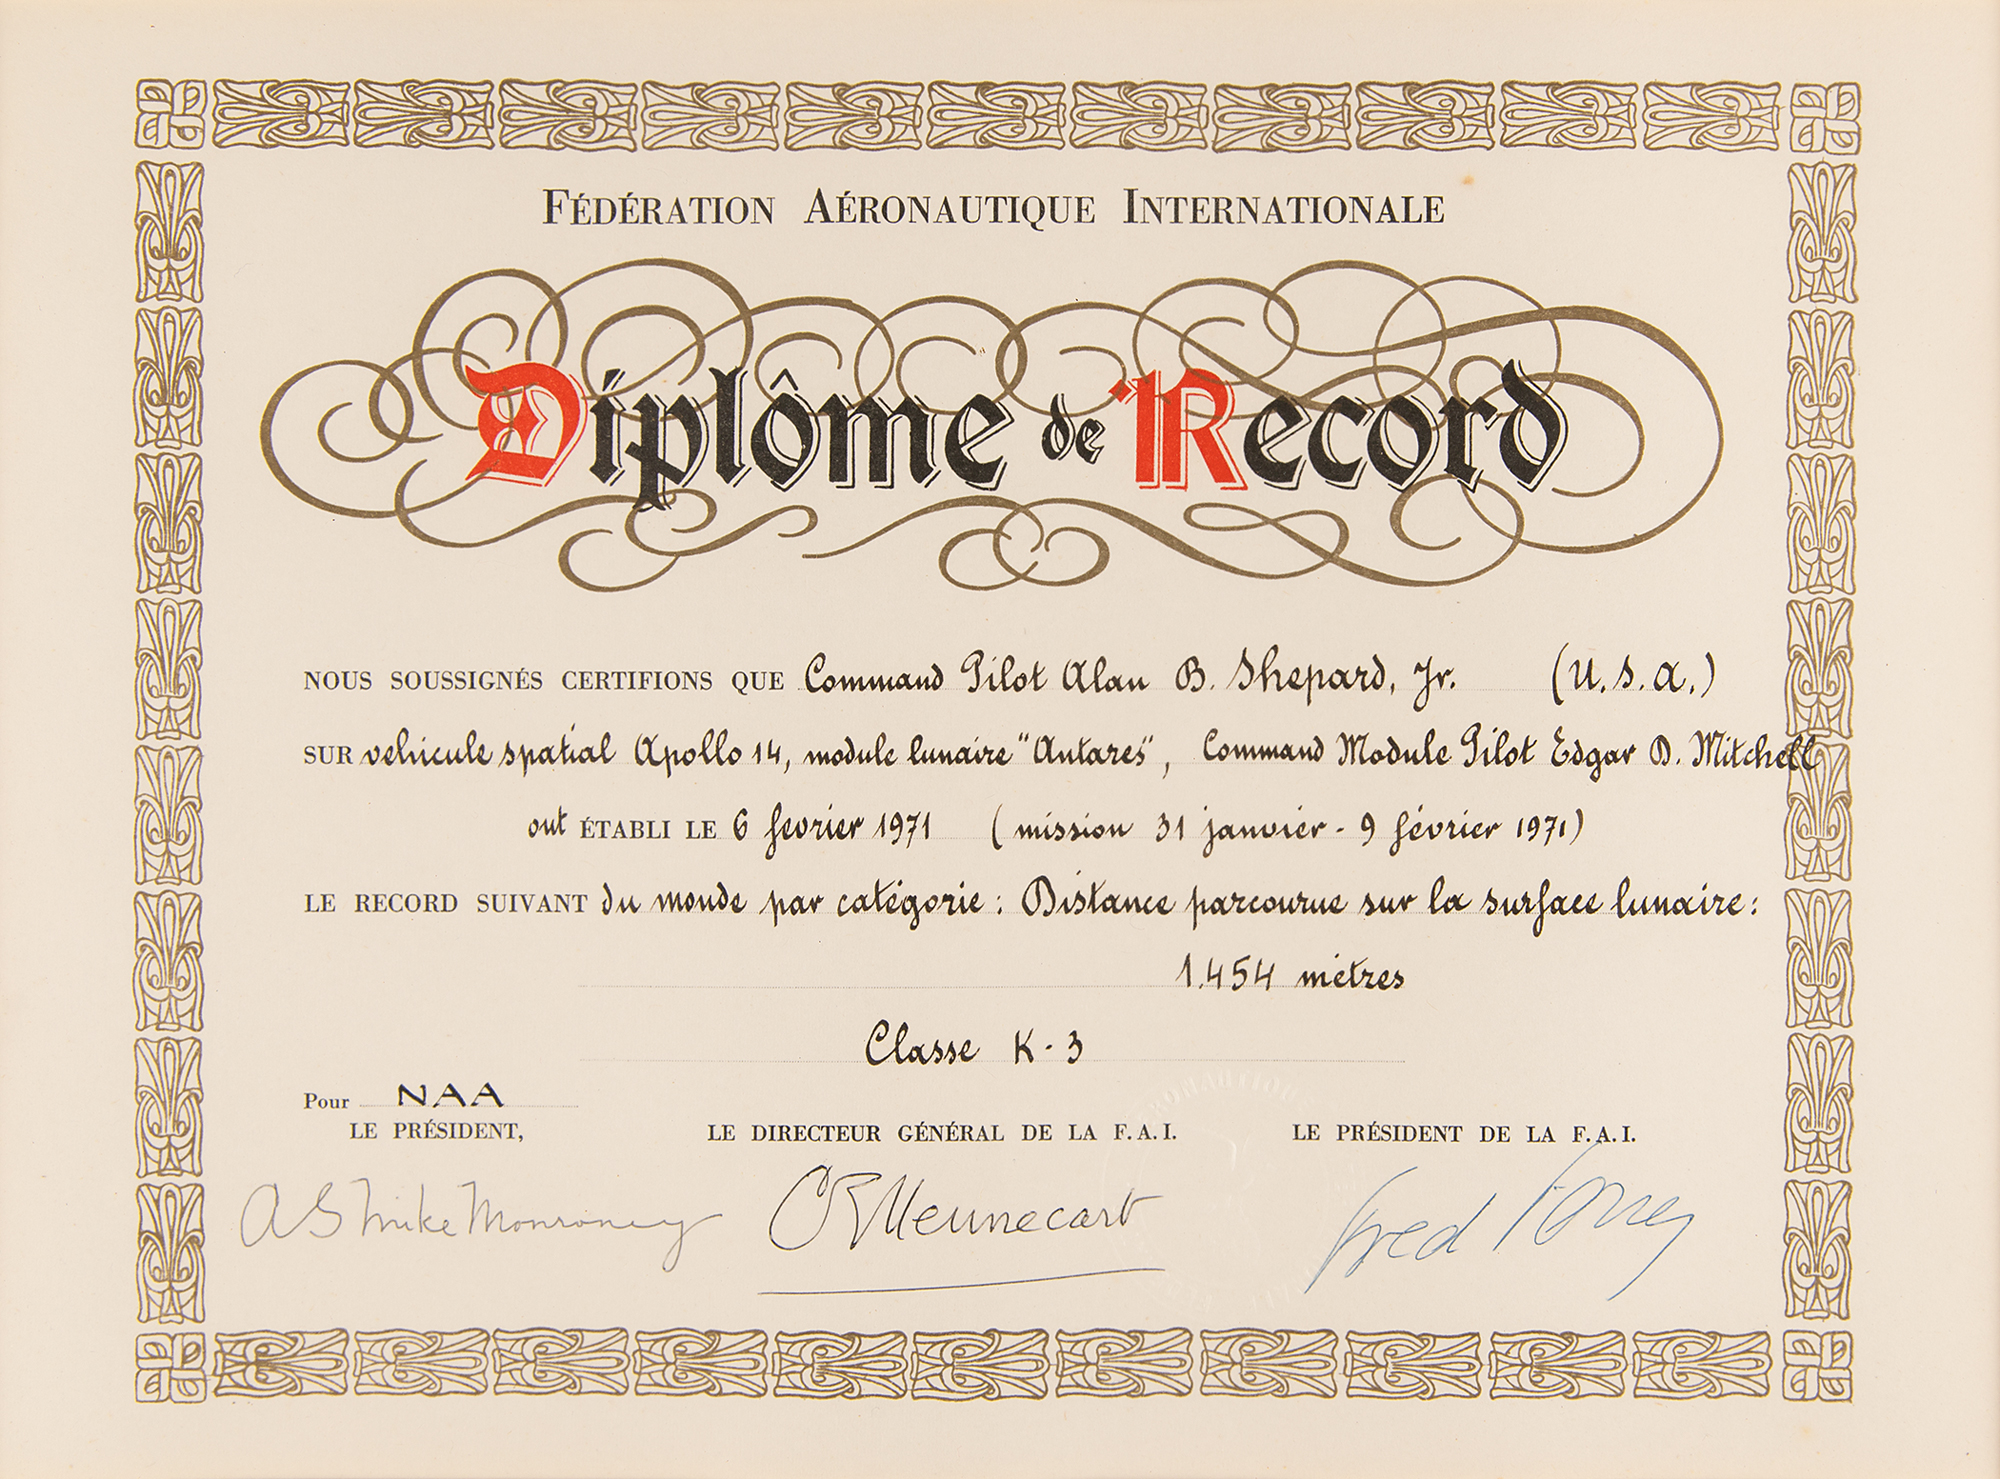 Fédération Aéronautique Internationale
Diplôme de Record
NOUS SOUSSIGNÉS CERTIFIONS QUE Command Pilot Alan B. Shepard, Jr. (U.S.A.)
SUR vehicule spatial Apollo 14, module lunaire "Antares", Command Module Pilot Edgar D. Mitchell
ont ÉTABLI LE 6 fevrier 1971 (mission 31 janvier - 9 février 1971)
LE RECORD SUIVANT du monde par catégorie : Distance parcourue sur la surface lunaire :
1.454 mètres
Classe K-3
Pour NAA
LE PRÉSIDENT,
LE DIRECTEUR GÉNÉRAL DE LA F.A.I.
LE PRÉSIDENT DE LA F.A.I.
A S Mike Monroney